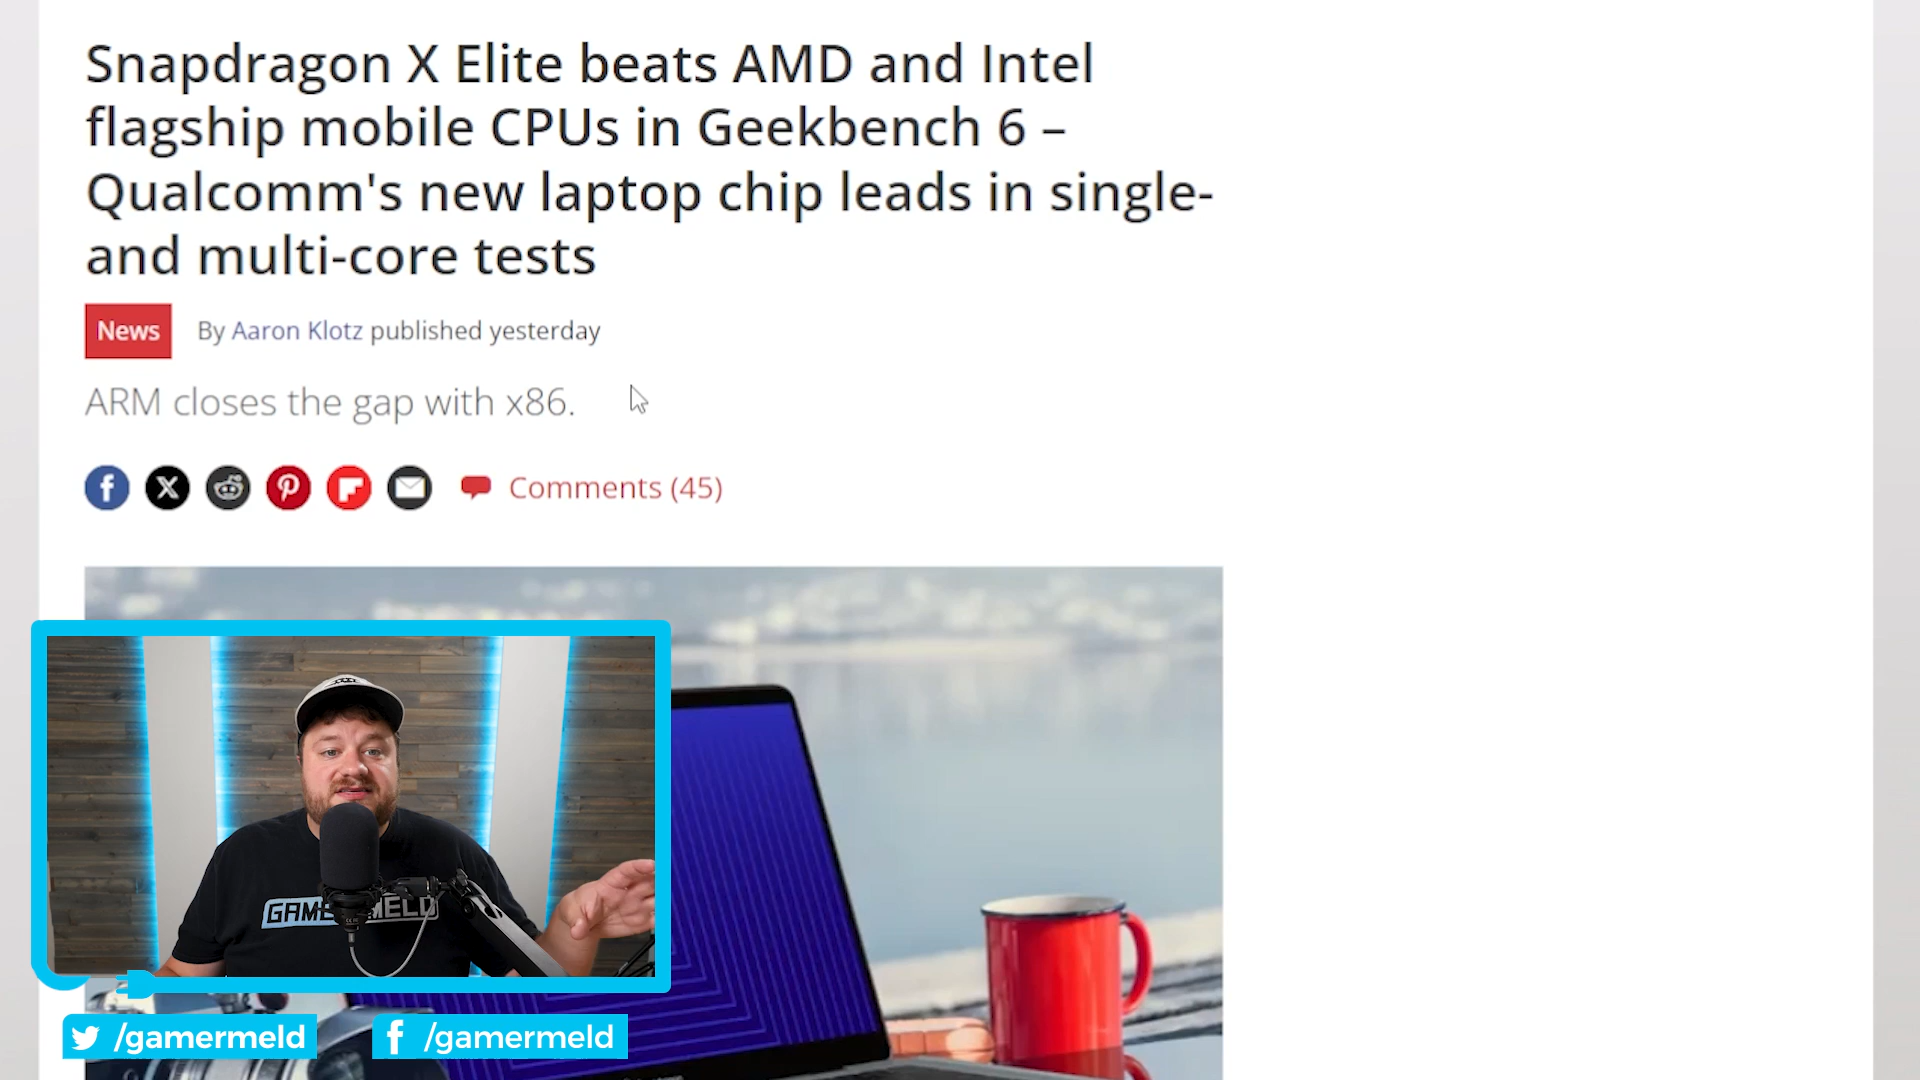 Snapdragon X Elite beats AMD and Intel
flagship mobile CPUs in Geekbench 6 –
Qualcomm's new laptop chip leads in single-
and multi-core tests
News
By Aaron Klotz published yesterday
ARM closes the gap with x86.
Comments (45)
/gamermeld
/gamermeld